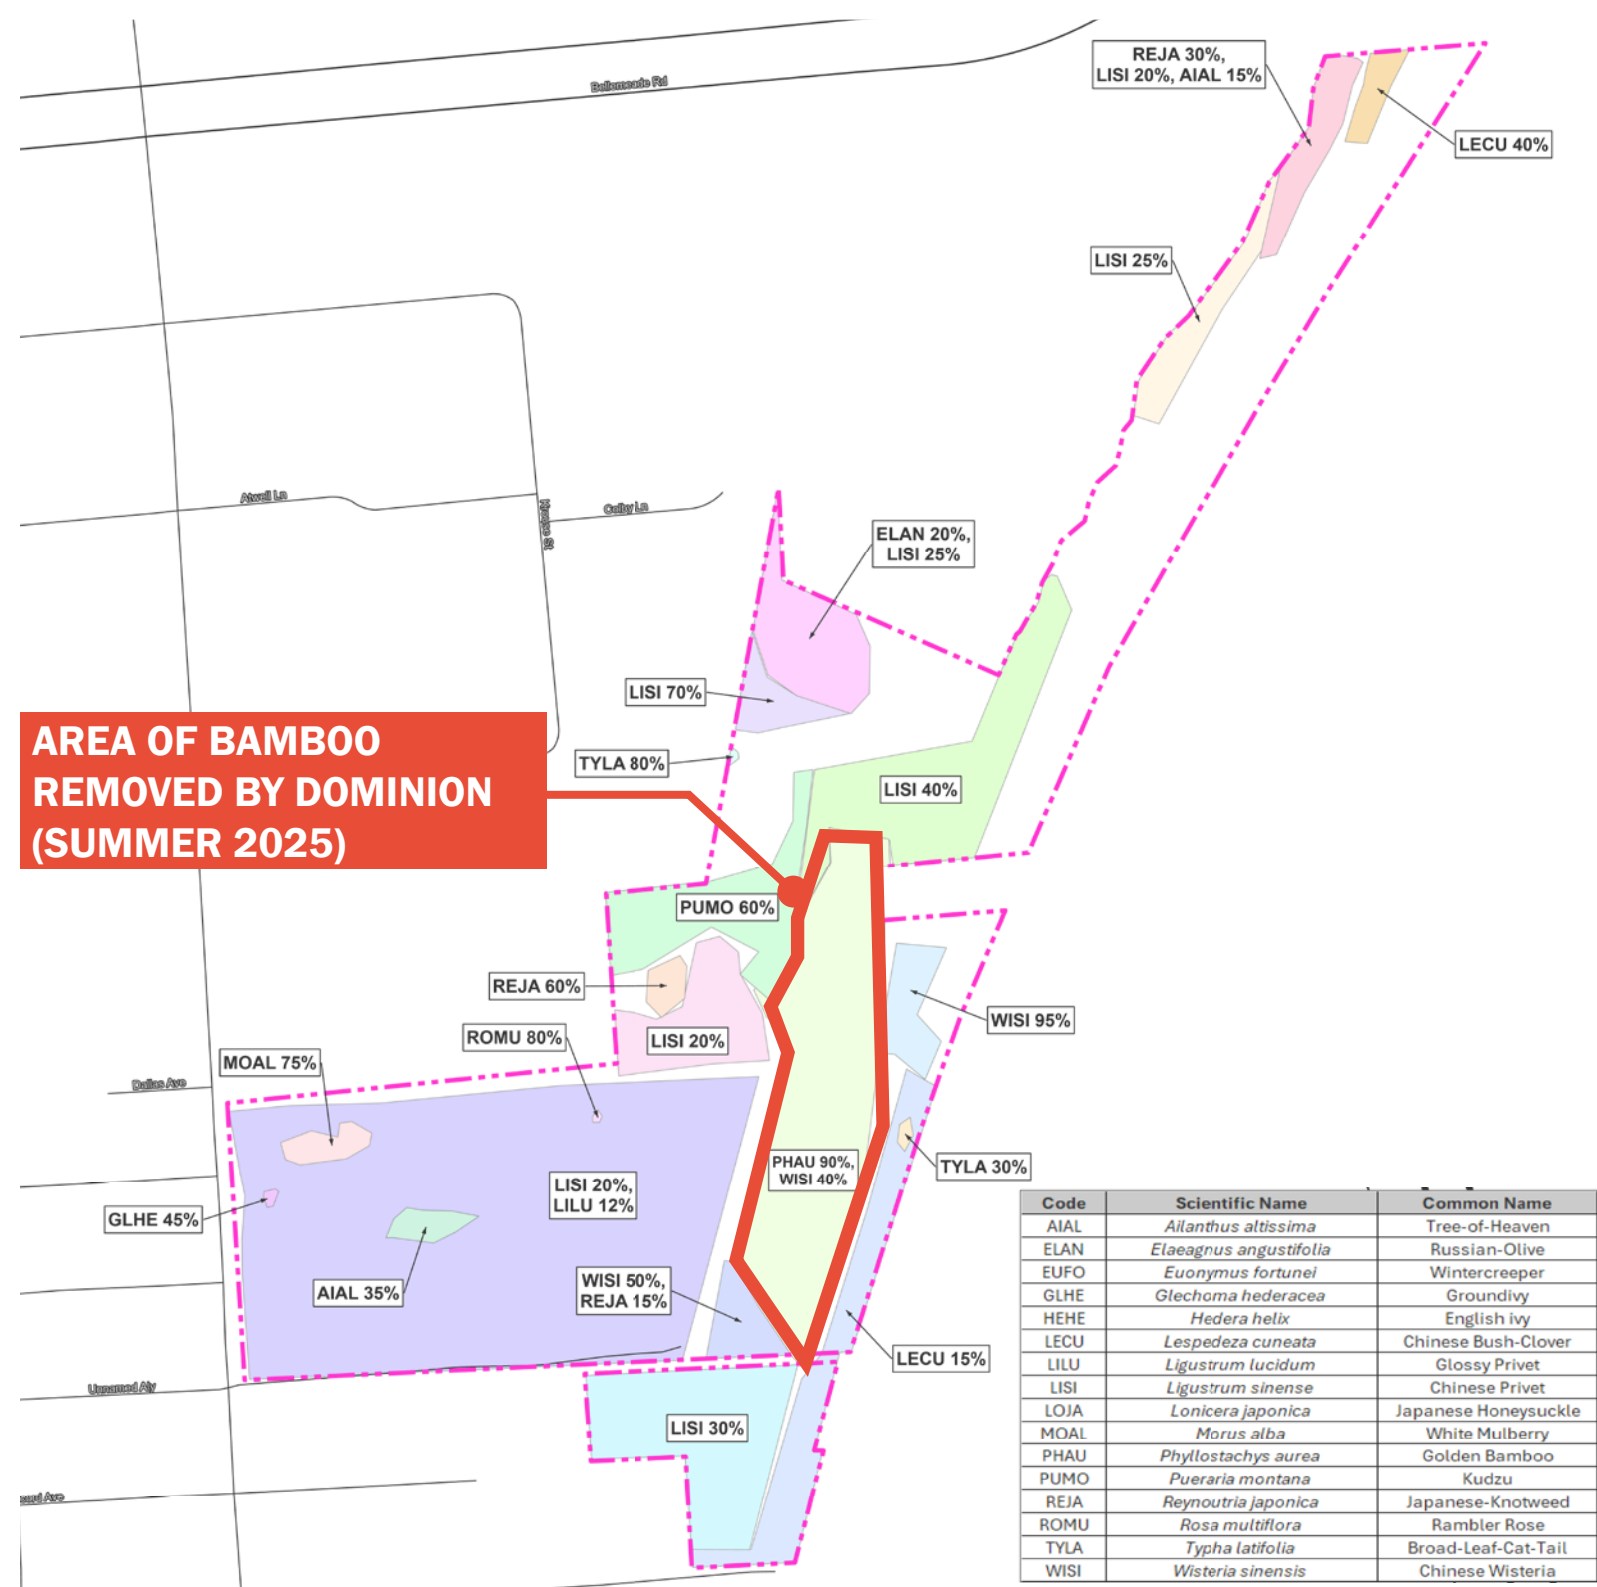 Bellemeade Rd
REJA 30%,
LISI 20%, AIAL 15%
LECU 40%
LISI 25%
Atwell Ln
Colby Ln
ELAN 20%,
LISI 25%
LISI 70%
TYLA 80%
AREA OF BAMBOO
REMOVED BY DOMINION
(SUMMER 2025)
LISI 40%
PUMO 60%
REJA 60%
WISI 95%
ROMU 80%
LISI 20%
MOAL 75%
Dallas Ave
PHAU 90%,
WISI 40%
TYLA 30%
LISI 20%,
LILU 12%
GLHE 45%
AIAL 35%
WISI 50%,
REJA 15%
LECU 15%
Unnamed Aly
LISI 30%
Ave
Code Scientific Name Common Name
AIAL Ailanthus altissima Tree-of-Heaven
ELAN Elaeagnus angustifolia Russian-Olive
EUFO Euonymus fortunei Wintercreeper
GLHE Glechoma hederacea Groundivy
HEHE Hedera helix English ivy
LECU Lespedeza cuneata Chinese Bush-Clover
LILU Ligustrum lucidum Glossy Privet
LISI Ligustrum sinense Chinese Privet
LOJA Lonicera japonica Japanese Honeysuckle
MOAL Morus alba White Mulberry
PHAU Phyllostachys aurea Golden Bamboo
PUMO Pueraria montana Kudzu
REJA Reynoutria japonica Japanese-Knotweed
ROMU Rosa multiflora Rambler Rose
TYLA Typha latifolia Broad-Leaf-Cat-Tail
WISI Wisteria sinensis Chinese Wisteria